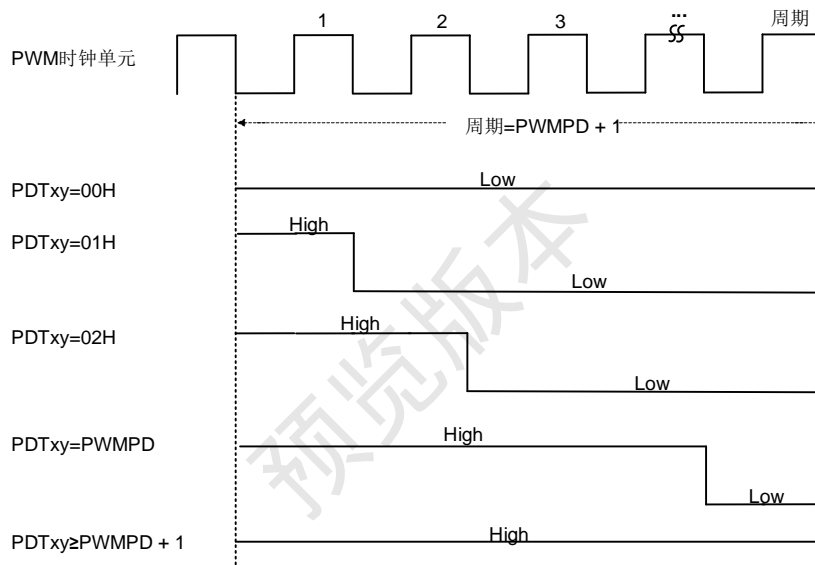 1 2 3 ... 周期
PWM时钟单元
周期=PWMPD + 1
PDTxy=00H Low
PDTxy=01H High Low
PDTxy=02H High Low
PDTxy=PWMPD High Low
PDTxy≥PWMPD + 1 High
预览版本